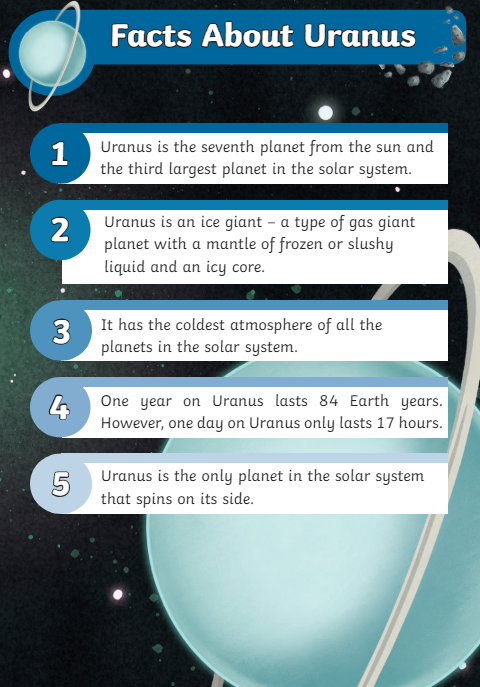 Facts About Uranus
1
Uranus is the seventh planet from the sun and
the third largest planet in the solar system.
2
Uranus is an ice giant – a type of gas giant
planet with a mantle of frozen or slushy
liquid and an icy core.
3
It has the coldest atmosphere of all the
planets in the solar system.
4
One year on Uranus lasts 84 Earth years.
However, one day on Uranus only lasts 17 hours.
5
Uranus is the only planet in the solar system
that spins on its side.